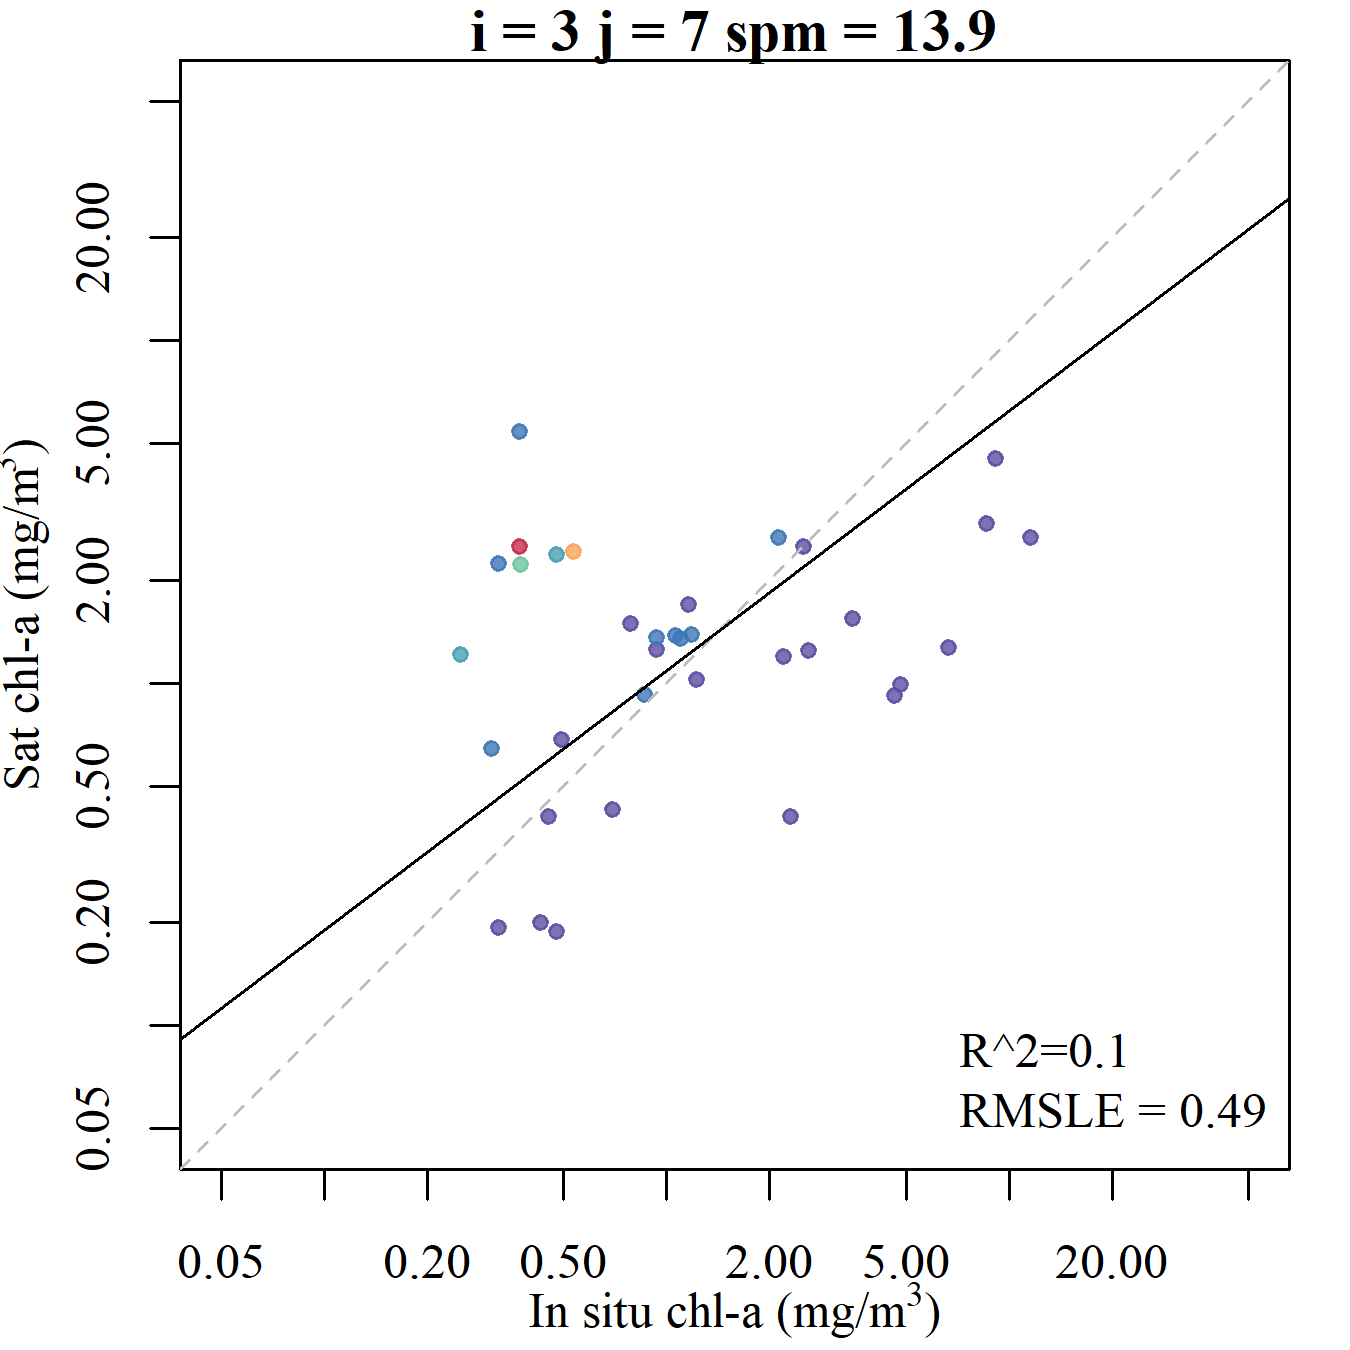 i = 3 j = 7 spm = 13.9
Sat chl-a (mg/m³)
20.00
5.00
2.00
0.50
0.20
0.05
R^2=0.1
RMSLE = 0.49
0.05 0.20 0.50 2.00 5.00 20.00
In situ chl-a (mg/m³)